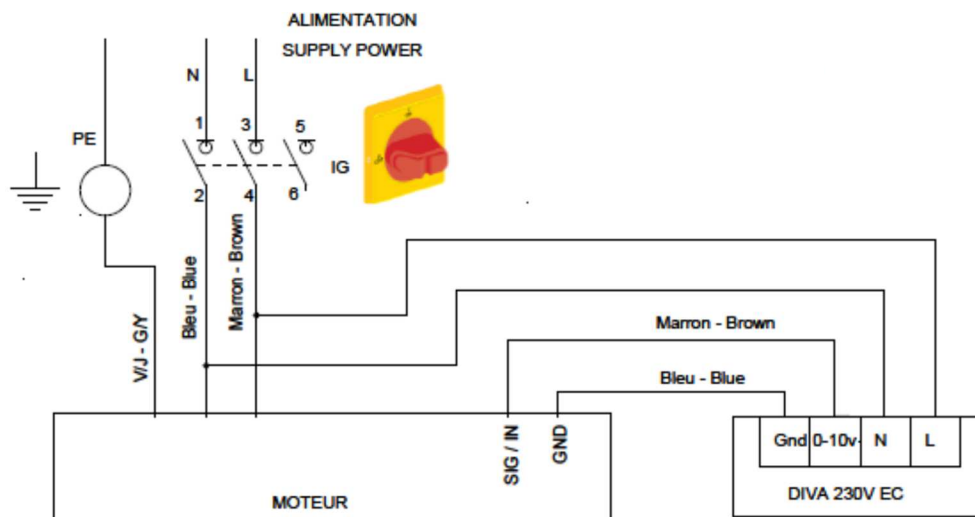 ALIMENTATION
SUPPLY POWER
N
L
1
3
5
PE
IG
2
4
6
V/J - G/Y
Bleu - Blue
Marron - Brown
Marron - Brown
Bleu - Blue
SIG / IN
GND
Gnd
0-10v
N
L
MOTEUR
DIVA 230V EC